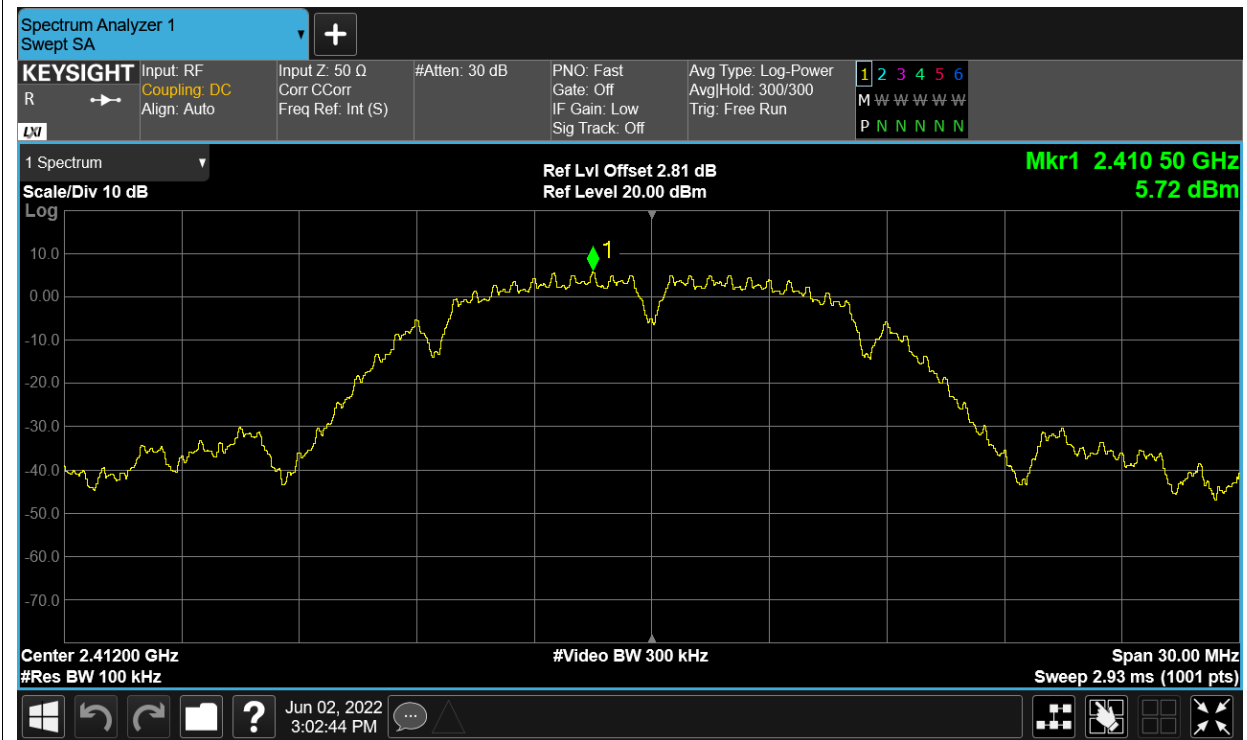 Spectrum Analyzer 1
Swept SA
+
KEYSIGHT
R
LXI
Input: RF
Coupling: DC
Align: Auto
Input Z: 50 Ω
Corr CCorr
Freq Ref: Int (S)
#Atten: 30 dB
PNO: Fast
Gate: Off
IF Gain: Low
Sig Track: Off
Avg Type: Log-Power
Avg|Hold: 300/300
Trig: Free Run
1 2 3 4 5 6
M W W W W W
P N N N N N
1 Spectrum
Scale/Div 10 dB
Ref Lvl Offset 2.81 dB
Ref Level 20.00 dBm
Mkr1 2.410 50 GHz
5.72 dBm
Log
1
10.0
0.00
-10.0
-20.0
-30.0
-40.0
-50.0
-60.0
-70.0
Center 2.41200 GHz
#Res BW 100 kHz
#Video BW 300 kHz
Span 30.00 MHz
Sweep 2.93 ms (1001 pts)
?
Jun 02, 2022
3:02:44 PM